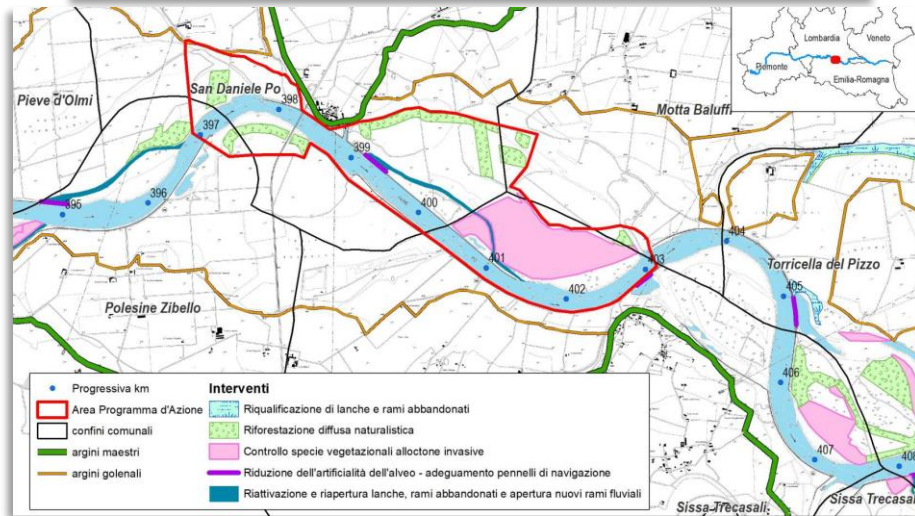 Lombardia
Veneto
Piemonte
Emilia-Romagna
Pieve d'Olmi
San Daniele Po
398
397
Motta Baluffi
399
396
395
400
404
401
403
402
Torricella del Pizzo
405
Polesine Zibello
406
407
408
Sissa Trecasali
Sissa Trecasal
Progressiva km
Area Programma d'Azione
confini comunali
argini maestri
argini golenali
Interventi
Riqualificazione di lanche e rami abbandonati
Riforestazione diffusa naturalistica
Controllo specie vegetazionali alloctone invasive
Riduzione dell'artificialità dell'alveo - adeguamento pennelli di navigazione
Riattivazione e riapertura lanche, rami abbandonati e apertura nuovi rami fluviali